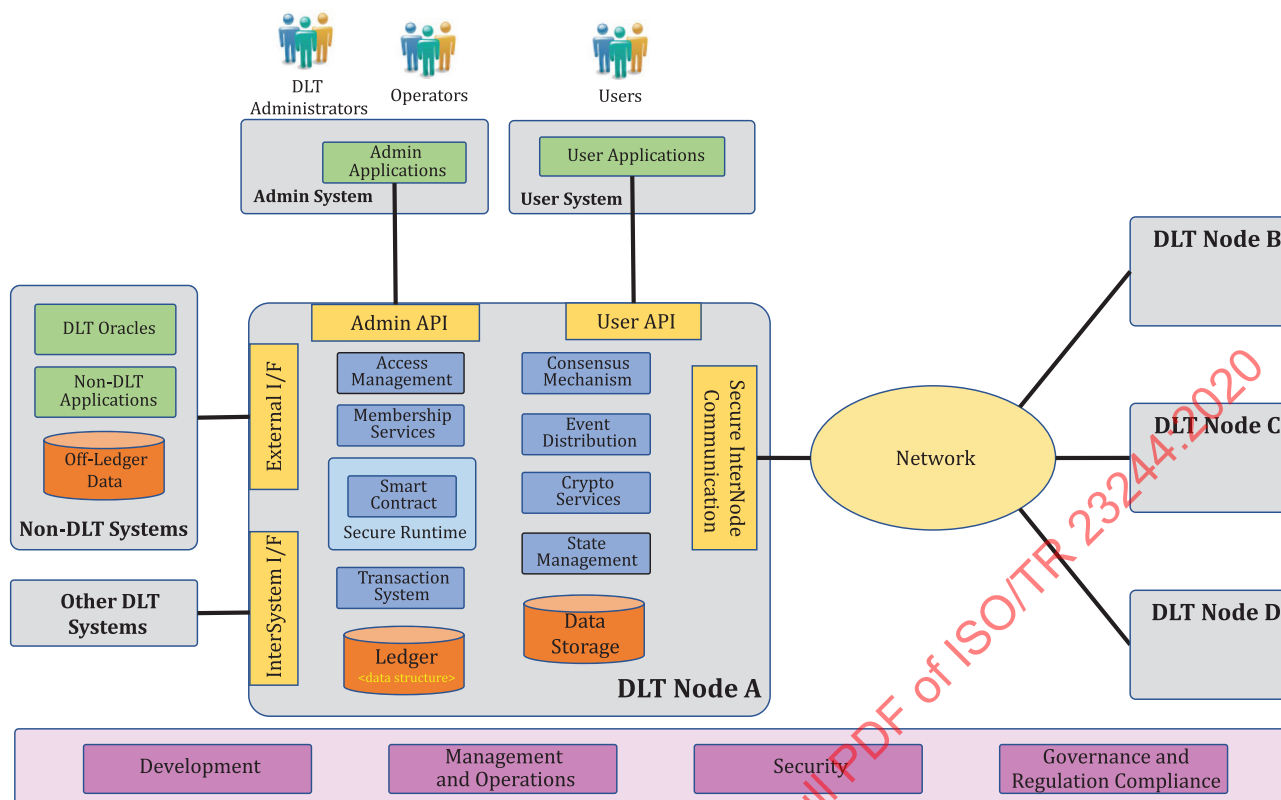 DLT
Administrators
Operators
Users
Admin
Applications
Admin System
User Applications
User System
DLT Node B
DLT Oracles
Non-DLT
Applications
Off-Ledger
Data
Non-DLT Systems
Other DLT
Systems
Admin API
User API
External I/F
InterSystem I/F
Access
Management
Membership
Services
Smart
Contract
Secure Runtime
Transaction
System
Ledger
<data structure>
Consensus
Mechanism
Event
Distribution
Crypto
Services
State
Management
Data
Storage
DLT Node A
Secure InterNode
Communication
Network
DLT Node C
DLT Node D
Development
Management
and Operations
Security
Governance and
Regulation Compliance
PDF of ISO/TR 23244:2020